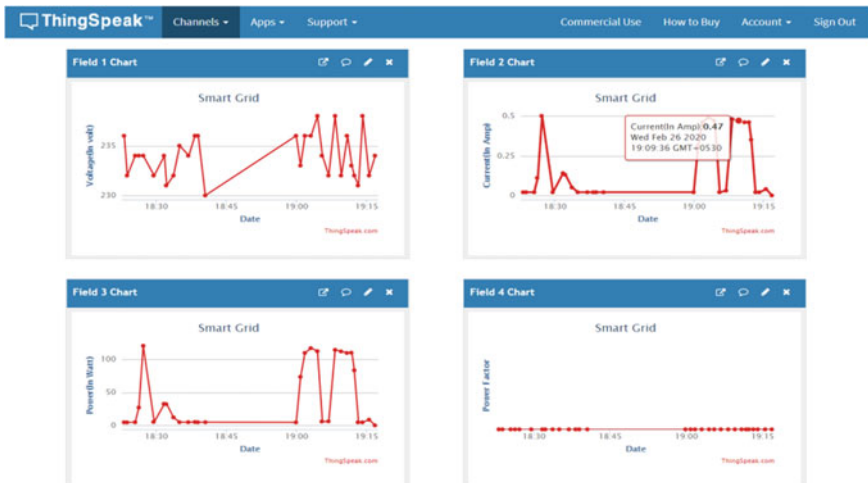 ThingSpeak™ Channels Apps Support Commercial Use How to Buy Account Sign Out
Field 1 Chart
Smart Grid
Voltage(In volt)
235
230
18:30 18:45 19:00 19:15
Date
ThingSpeak.com
Field 2 Chart
Smart Grid
Current(In Amp)
0.5
0.25
0
Current(In Amp):0.47
Wed Feb 26 2020
19:09:36 GMT+0530
18:30 18:45 19:00 19:15
Date
ThingSpeak.com
Field 3 Chart
Smart Grid
Power(In Watt)
100
50
0
18:30 18:45 19:00 19:15
Date
ThingSpeak.com
Field 4 Chart
Smart Grid
Power Factor
18:30 18:45 19:00 19:15
Date
ThingSpeak.com